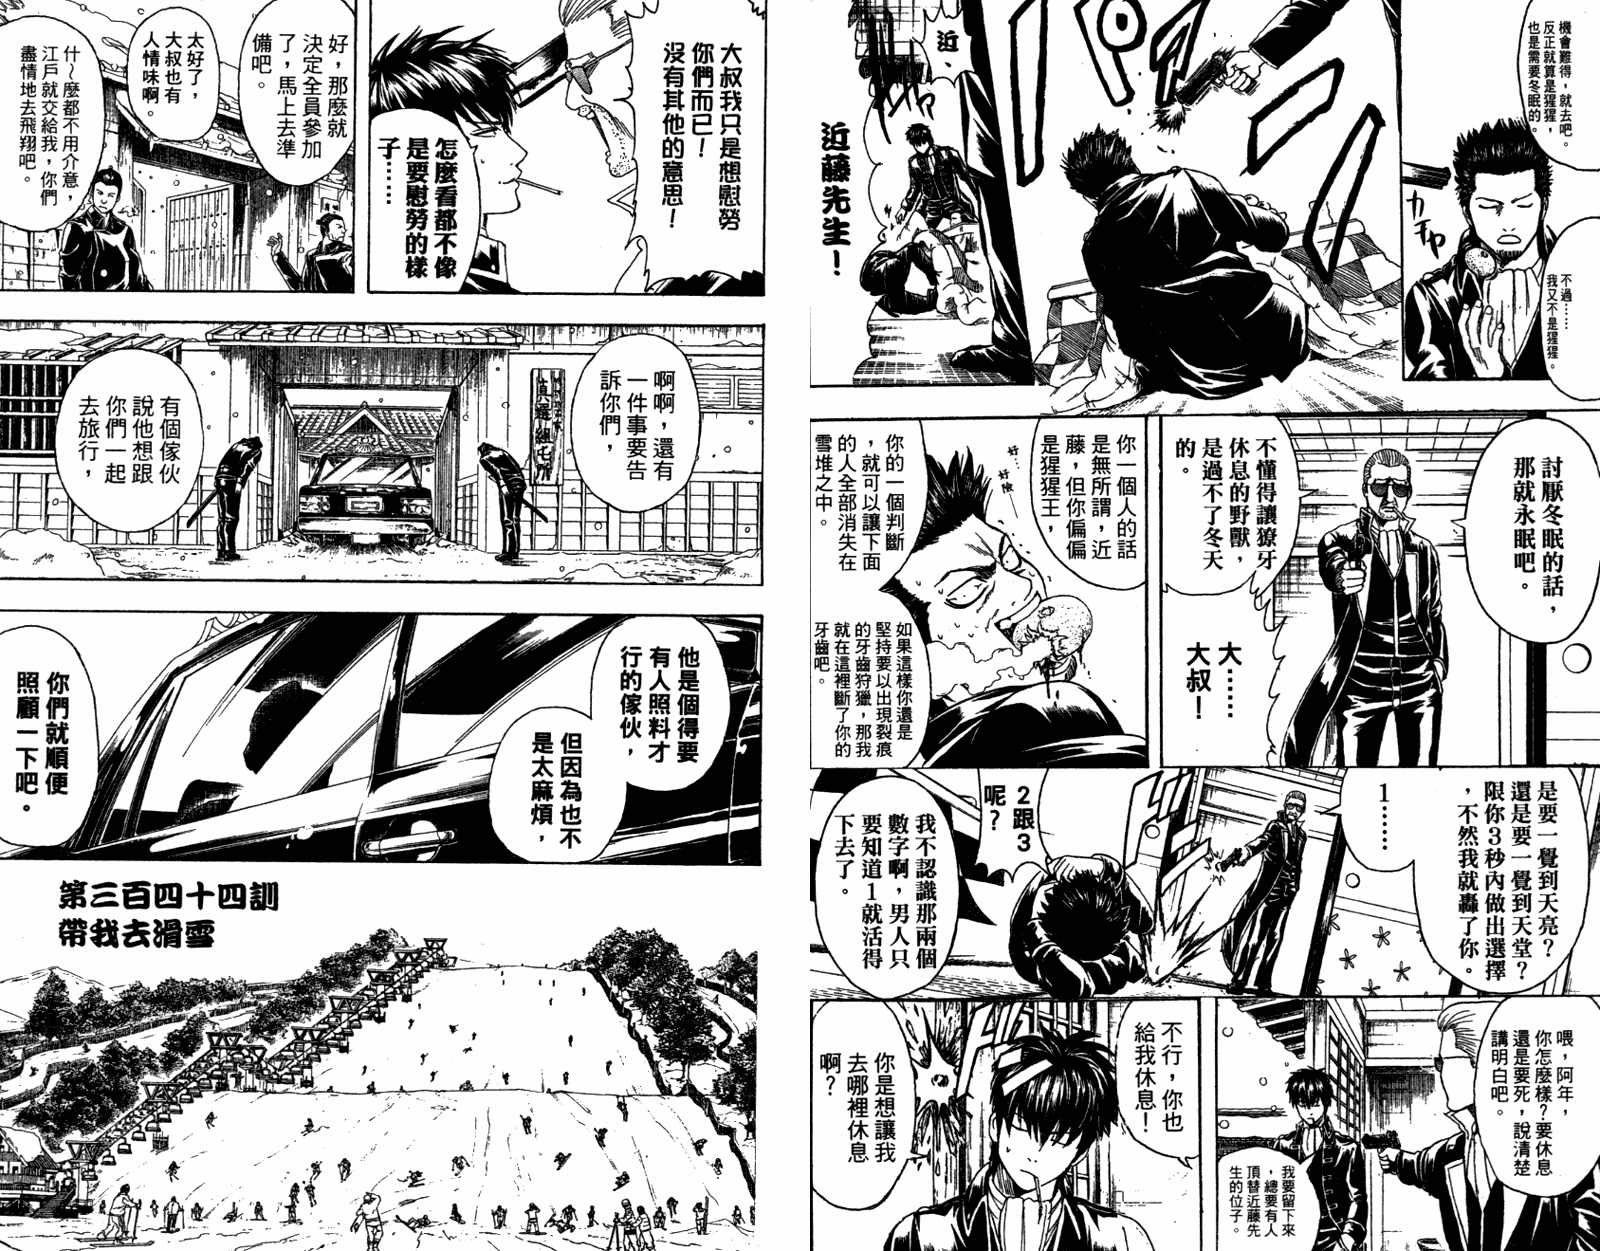 機會難得，就去吧。
反正就算是猩猩，
也是需要冬眠的。
不過……
我又不是猩猩。
カチャ
近
近藤先生！
討厭冬眠的話，
那就永眠吧。
不懂得讓獠牙
休息的野獸，
是過不了冬天
的。
大……
大叔！
你一個人的話
是無所謂，近
藤，但你偏偏
是猩猩王，
你的一個判斷
，就可以讓下面
的人全部消失在
雪堆之中。
好…
好險
如果這樣你還是
堅持要以出現裂痕
的牙齒狩獵，那我
就在這裡斷了你的
牙齒吧。
是要一覺到天亮？
還是要一覺到天堂？
限你３秒內做出選擇
，不然我就轟了你。
１……
２跟３
呢？
我不認識那兩個
數字啊，男人只
要知道１就活得
下去了。
喂，阿年，
你怎麼樣？要休息
還是要死，說清楚
講明白吧。
我要留下來
，總要有人
頂替近藤先
生的位子。
不行，你也
給我休息！
你是想讓我
去哪裡休息
啊？
大叔我只是想慰勞
你們而已！
沒有其他的意思！
怎麼看都不像
是要慰勞的樣
子……
好，那麼就
決定全員參加
了，馬上去準
備吧。
太好了，
大叔也有
人情味啊。
什～麼都不用介意，
江戶就交給我，你們
盡情地去飛翔吧。
啊啊，還有
一件事要告
訴你們，
真選組屯所
有個傢伙
說他想跟
你們一起
去旅行，
他是個得要
有人照料才
行的傢伙，
但因為也不
是太麻煩，
你們就順便
照顧一下吧。
第三百四十四訓
帶我去滑雪